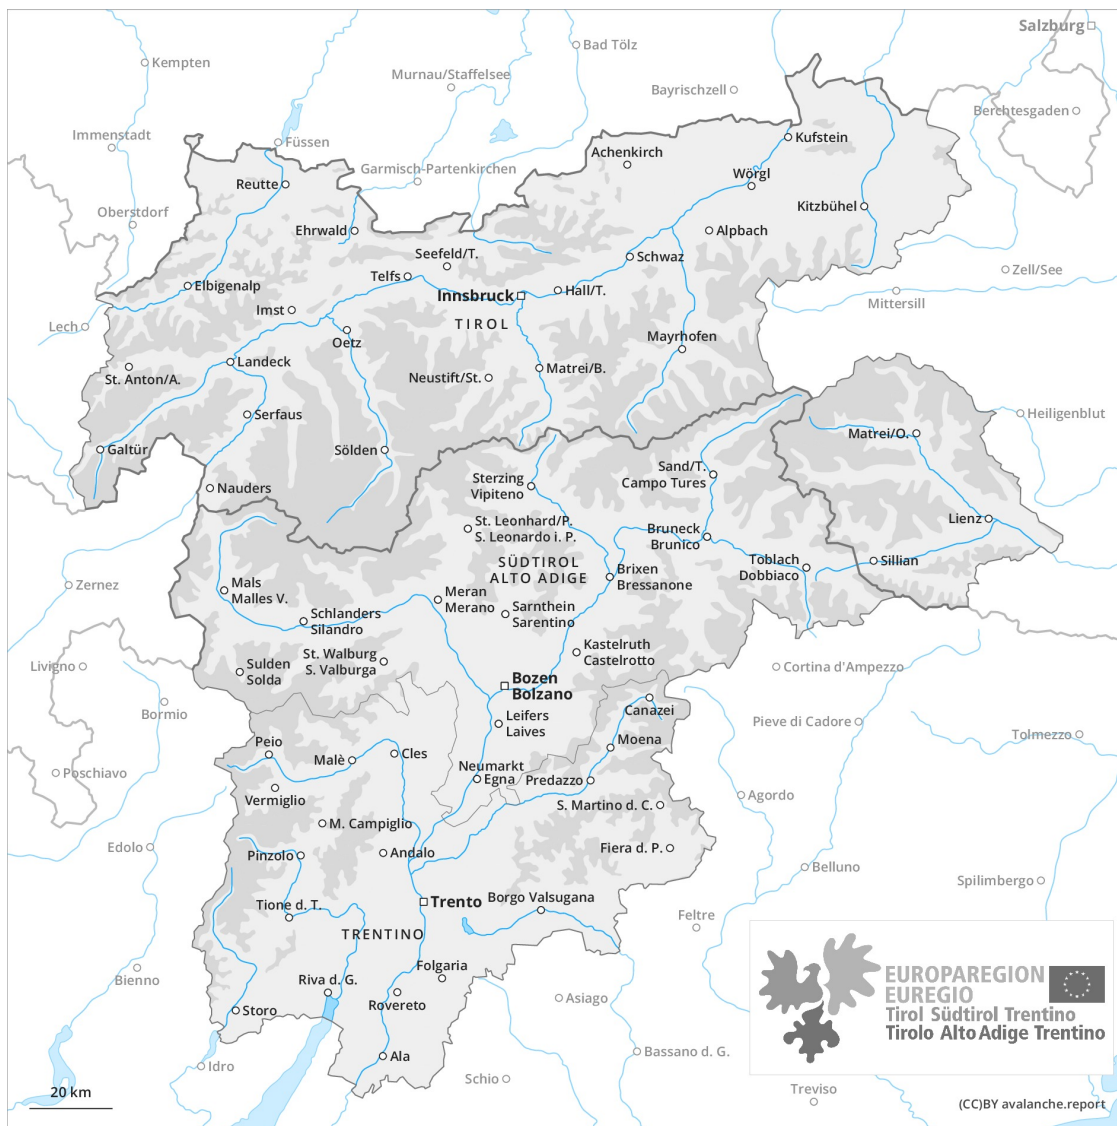 Salzburg
Bad Tölz
Kempten
Murnau/Staffelsee
Bayrischzell
Berchtesgaden
Immenstadt
Füssen
Kufstein
Achenkirch
Garmisch-Partenkirchen
Wörgl
Reutte
Oberstdorf
Kitzbühel
Ehrwald
Alpbach
Seefeld/T.
Schwaz
Zell/See
Telfs
Elbigenalp
Innsbruck
Hall/T.
Mittersill
Imst
TIROL
Lech
Oetz
Mayrhofen
Landeck
Matrei/B.
St. Anton/A.
Neustift/St.
Serfaus
Heiligenblut
Matrei/O.
Galtür
Sölden
Sand/T.
Campo Tures
Sterzing
Vipiteno
Nauders
Lienz
St. Leonhard/P.
S. Leonardo i. P.
Bruneck
Brunico
SÜDTIROL
ALTO ADIGE
Toblach
Dobbiaco
Sillian
Brixen
Bressanone
Zernez
Mals
Malles V.
Meran
Merano
Schlanders
Silandro
Sarnthein
Sarentino
Kastelruth
Castelrotto
St. Walburg
S. Valburga
Livigno
Sulden
Solda
Cortina d'Ampezzo
Bozen
Bolzano
Bormio
Canazei
Leifers
Laives
Pieve di Cadore
Tolmezzo
Moena
Peio
Cles
Malè
Poschiavo
Neumarkt
Egna
Predazzo
Vermiglio
Agordo
S. Martino d. C.
M. Campiglio
Edolo
Pinzolo
Andalo
Fiera d. P.
Belluno
Spilimbergo
Trento
Borgo Valsugana
Tione d. T.
Feltre
TRENTINO
Bienno
Folgaria
Riva d. G.
Rovereto
Asiago
Storo
EUROPAREGION
EUREGIO
Tirol Südtirol Trentino
Tirolo Alto Adige Trentino
Ala
Bassano d. G.
Idro
Schio
Treviso
20 km
(CC)BY avalanche.report